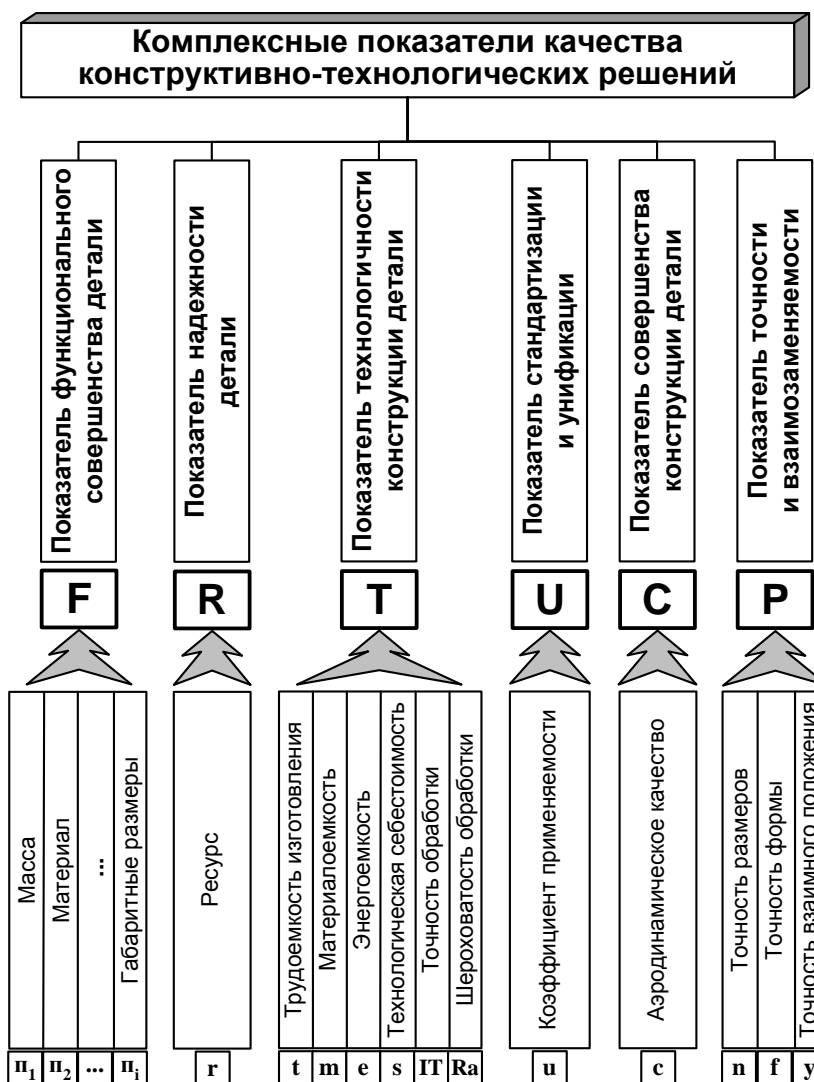 Комплексные показатели качества
конструктивно-технологических решений
Показатель функционального
совершенства детали
Показатель надежности
детали
Показатель технологичности
конструкции детали
Показатель стандартизации
и унификации
Показатель совершенства
конструкции детали
Показатель точности
и взаимозаменяемости
F
R
T
U
C
P
Масса
Материал
...
Габаритные размеры
Ресурс
Трудоемкость изготовления
Материалоемкость
Энергоемкость
Технологическая себестоимость
Точность обработки
Шероховатость обработки
Коэффициент применяемости
Аэродинамическое качество
Точность размеров
Точность формы
Точность взаимного положения
п₁
п₂
...
пᵢ
r
t
m
e
s
IT
Ra
u
c
n
f
y